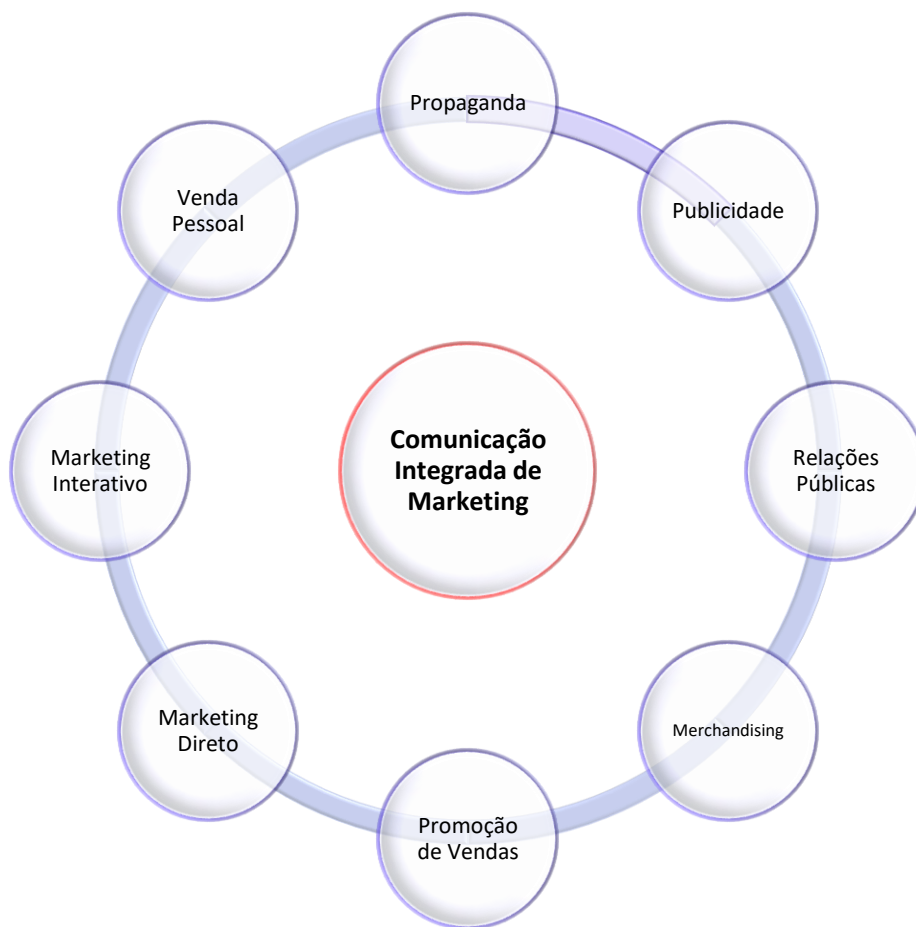 Propaganda
Venda
Pessoal
Publicidade
Marketing
Interativo
Comunicação
Integrada de
Marketing
Relações
Públicas
Marketing
Direto
Merchandising
Promoção
de Vendas